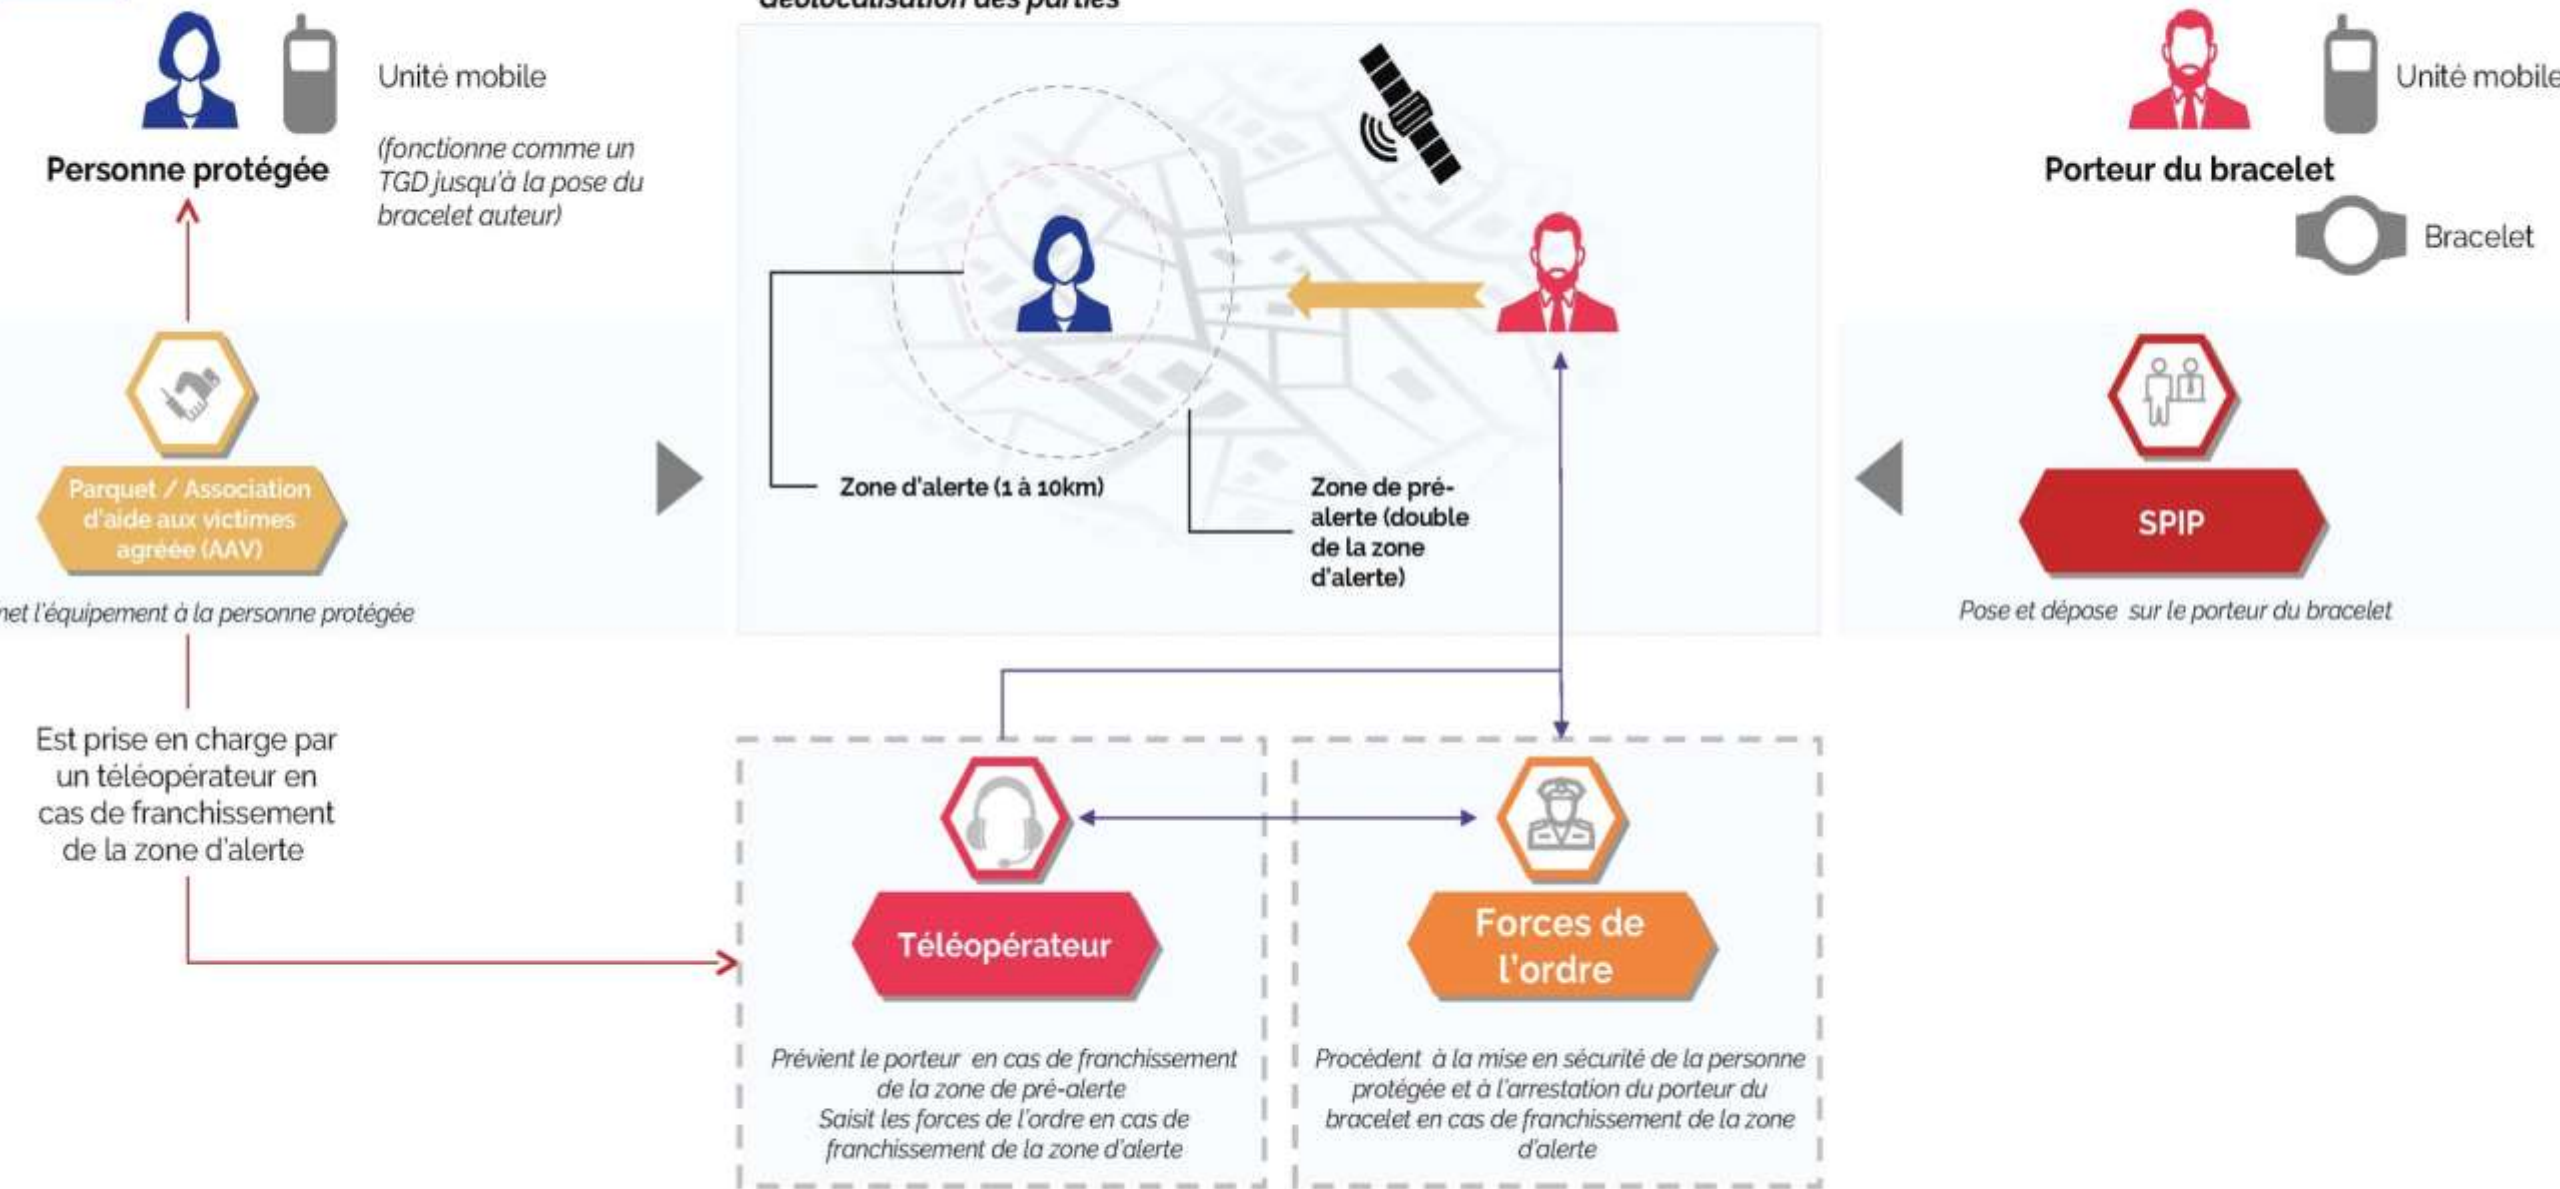 Géolocalisation des parties
Unité mobile
(fonctionne comme un
TGD jusqu'à la pose du
bracelet auteur)
Personne protégée
Parquet / Association
d'aide aux victimes
agréée (AAV)
l'équipement à la personne protégée
Est prise en charge par
un téléopérateur en
cas de franchissement
de la zone d'alerte
Zone d'alerte (1 à 10km)
Zone de pré-
alerte (double
de la zone
d'alerte)
Unité mobile
Porteur du bracelet
Bracelet
SPIP
Pose et dépose sur le porteur du bracelet
Téléopérateur
Prévient le porteur en cas de franchissement
de la zone de pré-alerte
Saisit les forces de l'ordre en cas de
franchissement de la zone d'alerte
Forces de
l'ordre
Procèdent à la mise en sécurité de la personne
protégée et à l'arrestation du porteur du
bracelet en cas de franchissement de la zone
d'alerte